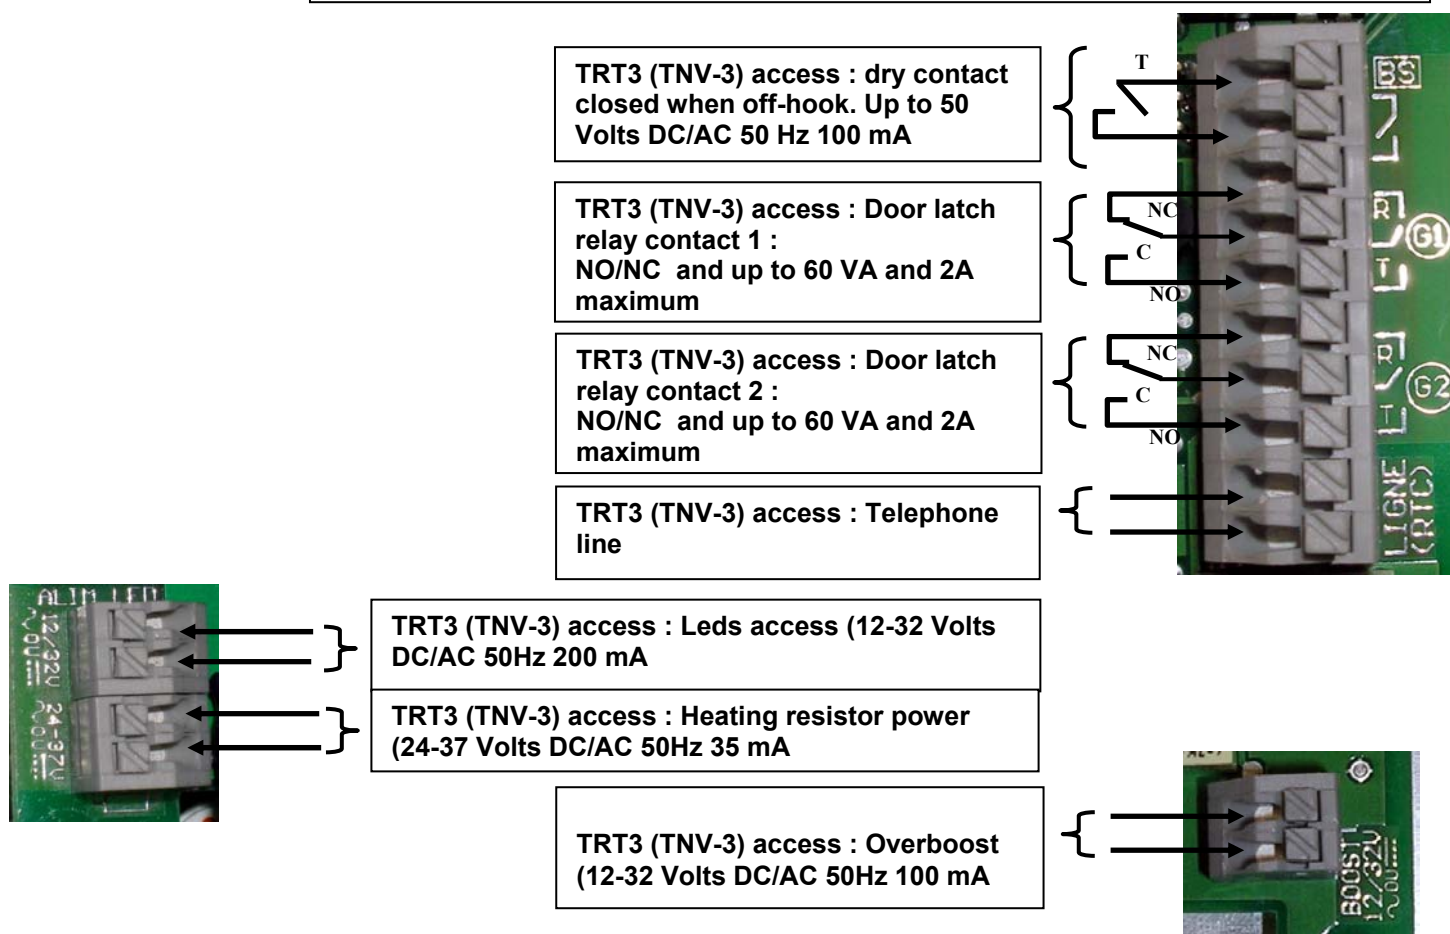 TRT3 (TNV-3) access : dry contact
closed when off-hook. Up to 50
Volts DC/AC 50 Hz 100 mA
T
BS
TRT3 (TNV-3) access : Door latch
relay contact 1 :
NO/NC and up to 60 VA and 2A
maximum
NC
C
NO
R
T
G1
TRT3 (TNV-3) access : Door latch
relay contact 2 :
NO/NC and up to 60 VA and 2A
maximum
NC
C
NO
R
T
G2
TRT3 (TNV-3) access : Telephone
line
LIGNE
(RTC)
ALIM LED
12/32V
24-37V
TRT3 (TNV-3) access : Leds access (12-32 Volts
DC/AC 50Hz 200 mA
TRT3 (TNV-3) access : Heating resistor power
(24-37 Volts DC/AC 50Hz 35 mA
TRT3 (TNV-3) access : Overboost
(12-32 Volts DC/AC 50Hz 100 mA
BOOST
12/32V